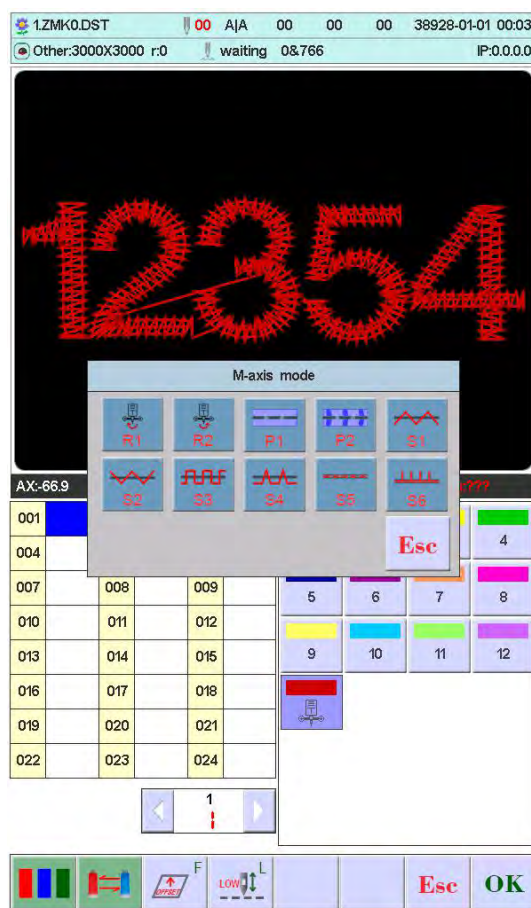 1.ZMK0.DST 00 A|A 00 00 00 38928-01-01 00:03
Other:3000X3000 r:0 waiting 0&766 IP:0.0.0.0
12354
M-axis mode
R1 R2 P1 P2 S1
S2 S3 S4 S5 S6
Esc
AX:-66.9 :???
001
004 4
007 008 009
5 6 7 8
010 011 012
013 014 015 9 10 11 12
016 017 018
019 020 021
022 023 024
1
OFFSET F LOW L Esc OK